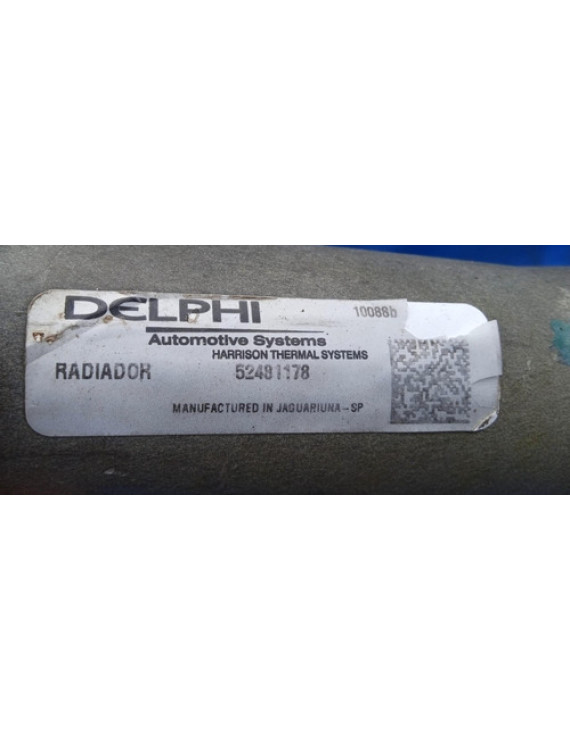 DELPHI 10088b
Automotive Systems
HARRISON THERMAL SYSTEMS
RADIADOR 52481178
MANUFACTURED IN JAGUARIUNA-SP